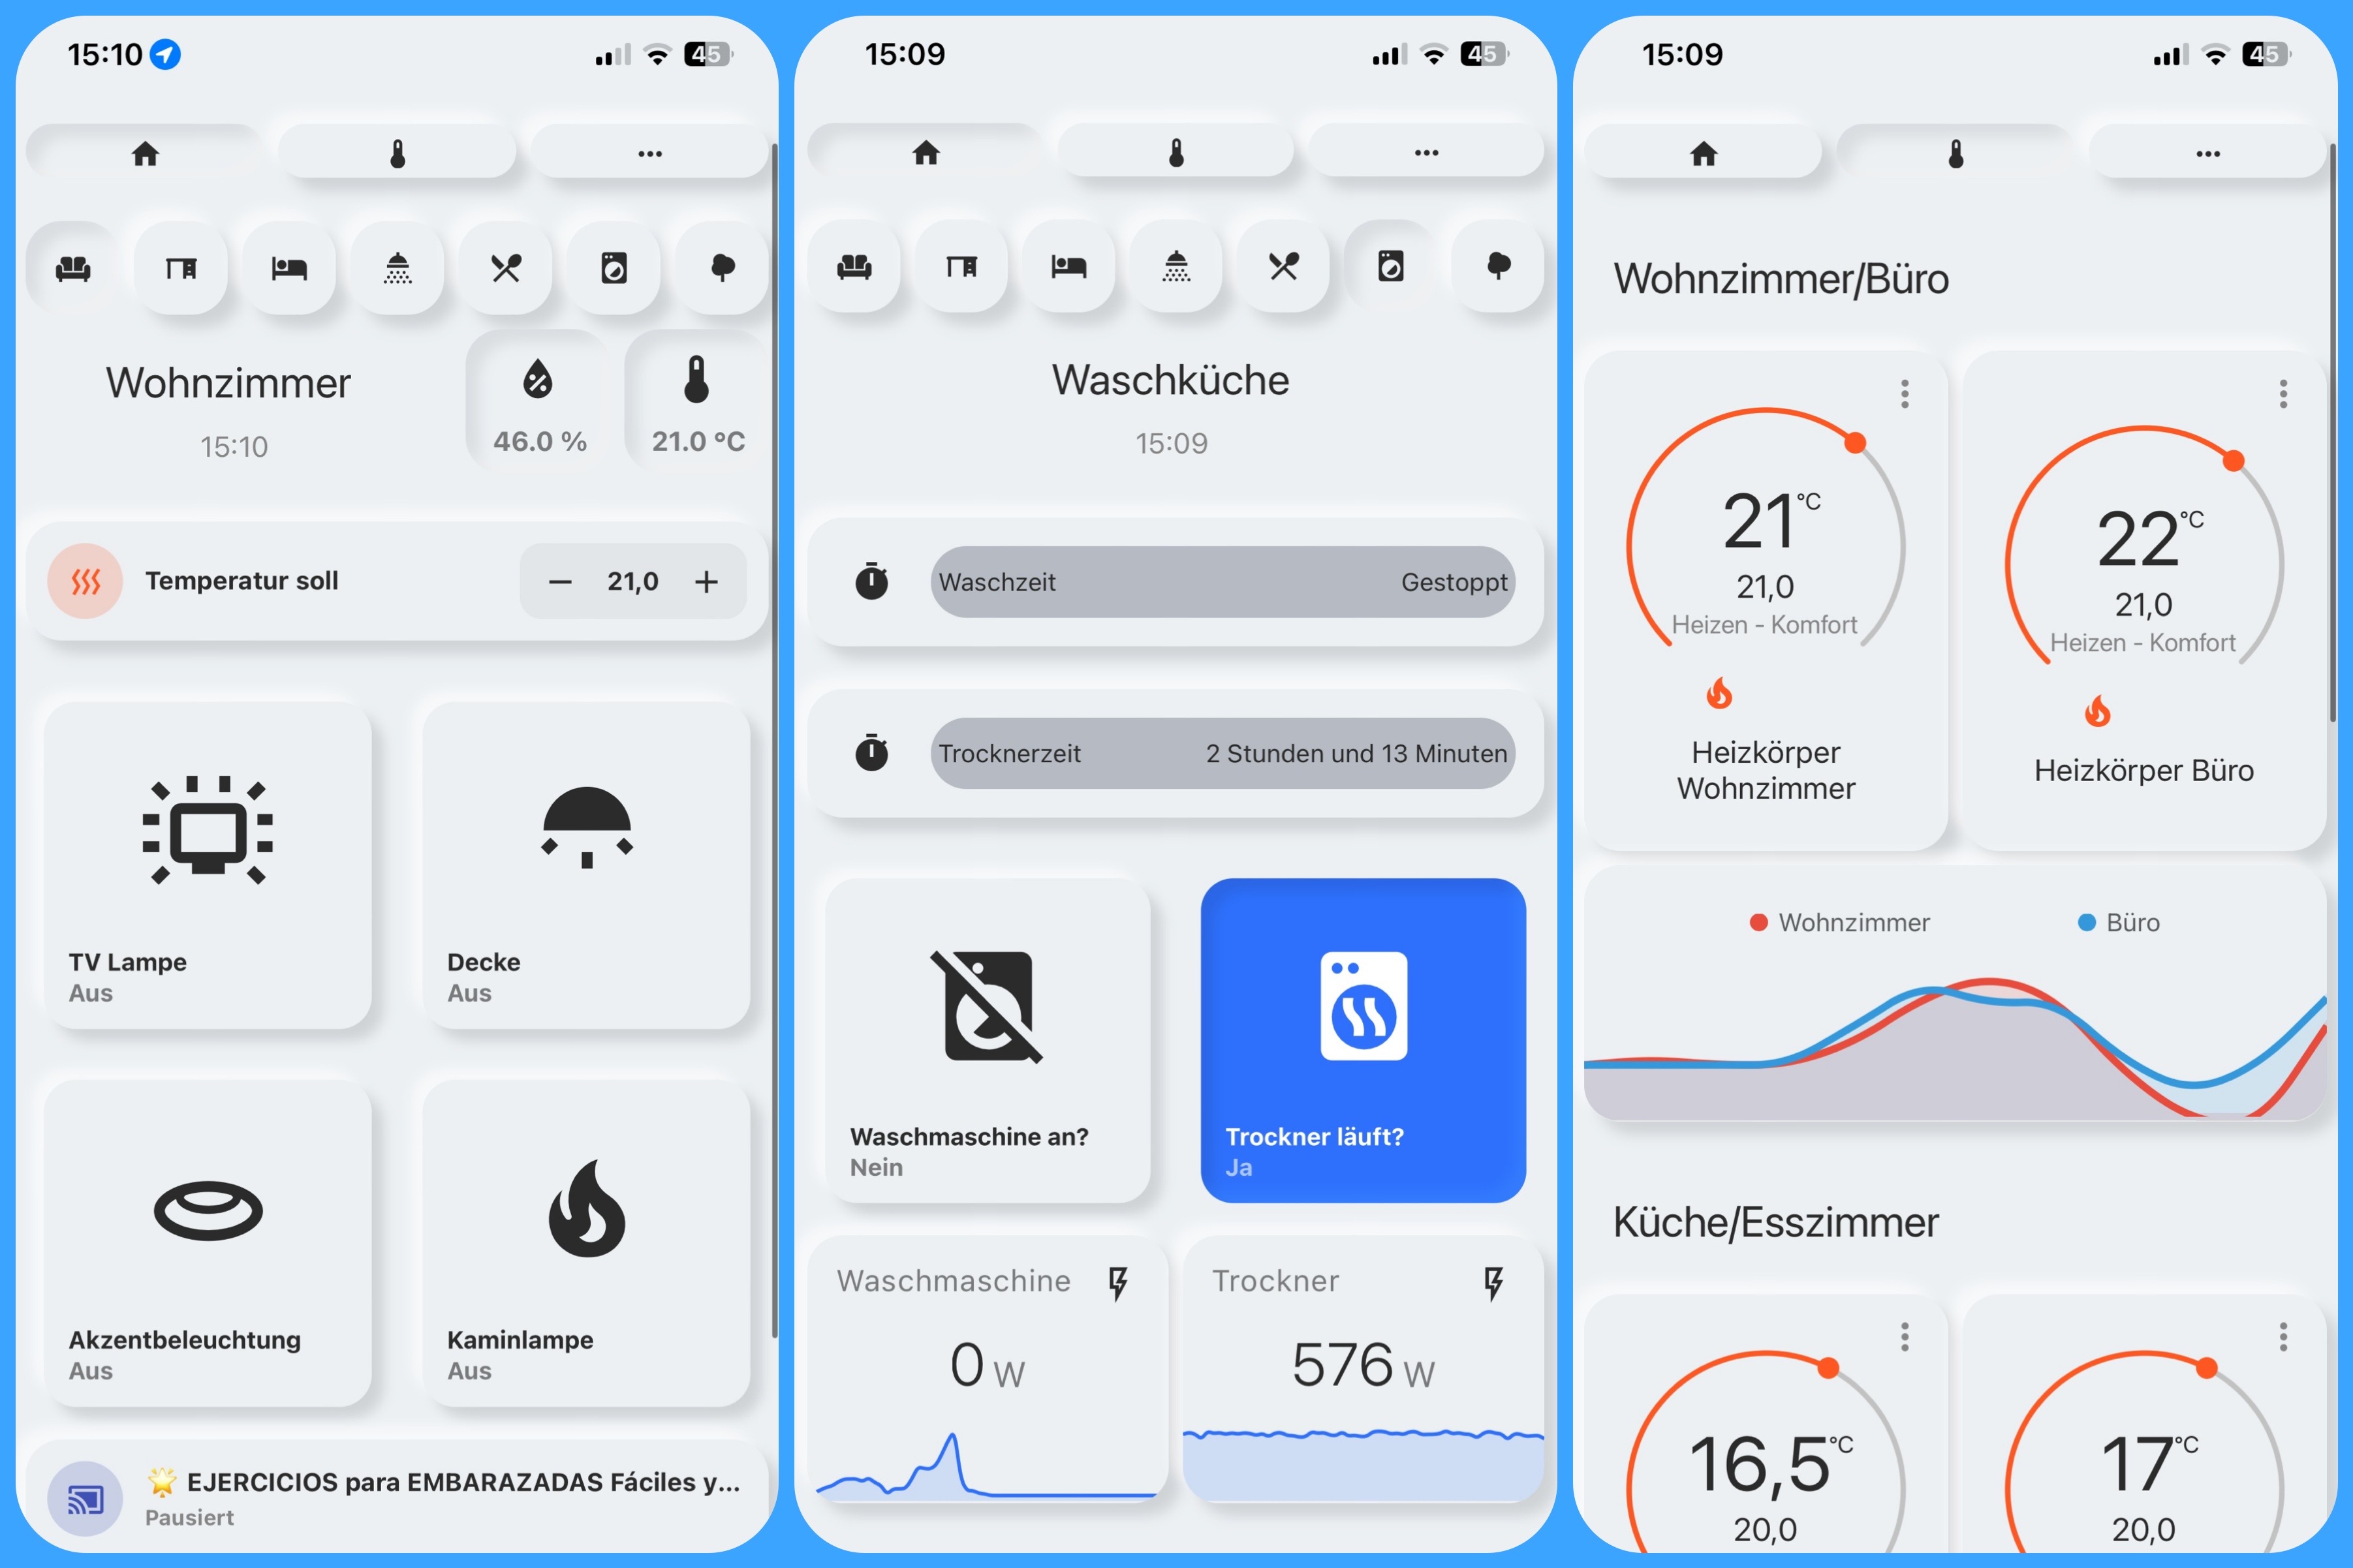 15:10
45
Wohnzimmer
15:10
46.0 %
21.0 °C
Temperatur soll
− 21,0 +
TV Lampe
Aus
Decke
Aus
Akzentbeleuchtung
Aus
Kaminlampe
Aus
🌟 EJERCICIOS para EMBARAZADAS Fáciles y...
Pausiert
15:09
45
Waschküche
15:09
Waschzeit Gestoppt
Trocknerzeit 2 Stunden und 13 Minuten
Waschmaschine an?
Nein
Trockner läuft?
Ja
Waschmaschine
0 W
Trockner
576 W
15:09
45
Wohnzimmer/Büro
21 °C
21,0
Heizen - Komfort
Heizkörper
Wohnzimmer
22 °C
21,0
Heizen - Komfort
Heizkörper Büro
Wohnzimmer Büro
Küche/Esszimmer
16,5 °C
20,0
17 °C
20,0